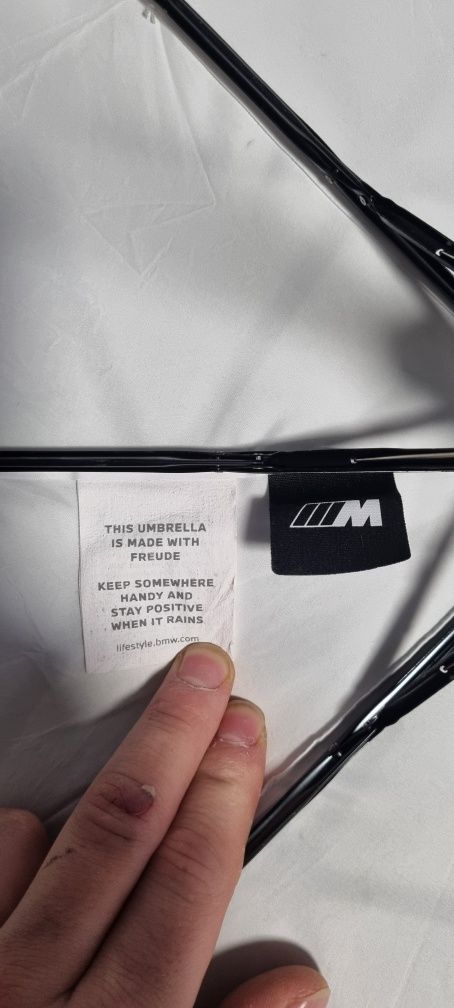 THIS UMBRELLA
IS MADE WITH
FREUDE
KEEP SOMEWHERE
HANDY AND
STAY POSITIVE
WHEN IT RAINS
lifestyle.bmw.com
M